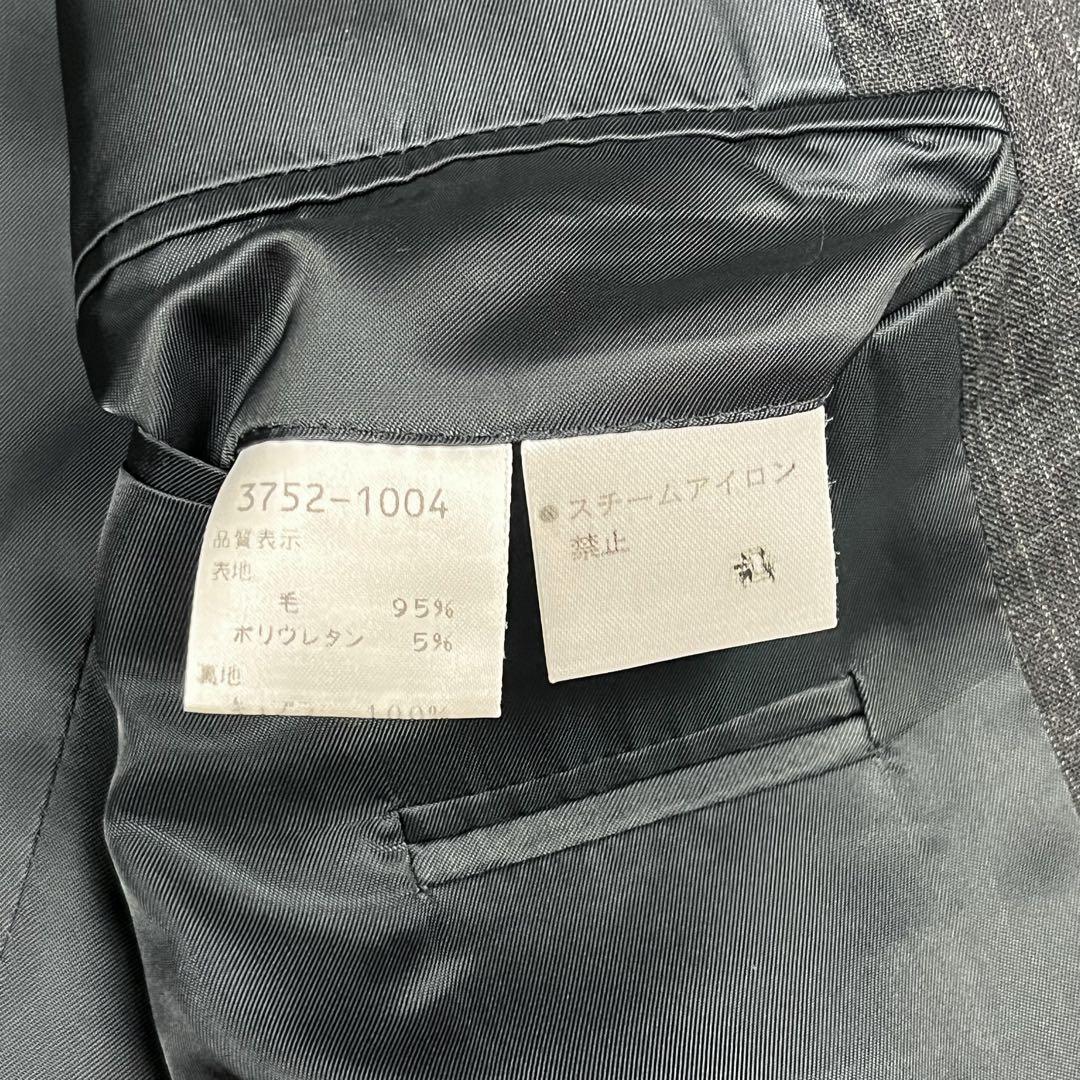 3752-1004
品質表示
表地
毛 95%
ポリウレタン 5%
裏地
100%
※スチームアイロン
禁止